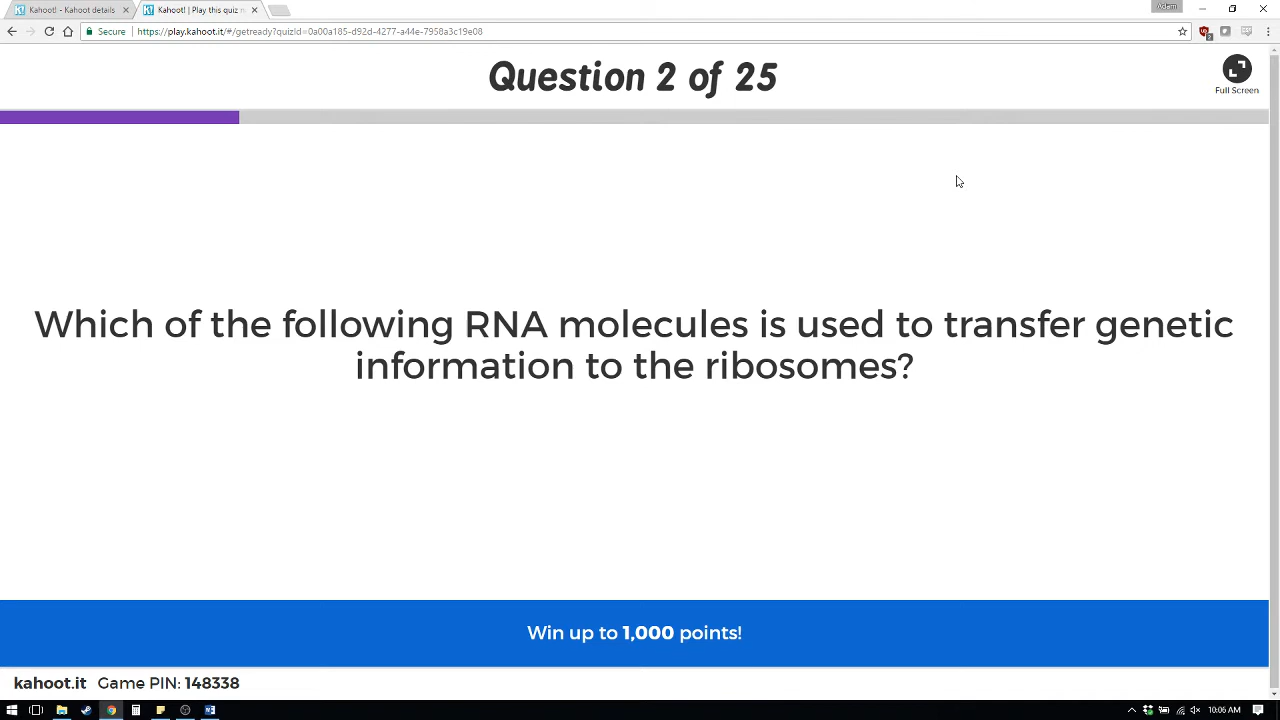 Kahoot! - Kahoot details
Kahoot! | Play this quiz n
Adam
Secure
https://play.kahoot.it/#/getready?quizId=0a00a185-d92d-4277-a44e-7958a3c19e08
Question 2 of 25
Full Screen
Which of the following RNA molecules is used to transfer genetic
information to the ribosomes?
Win up to 1,000 points!
kahoot.it Game PIN: 148338
10:06 AM